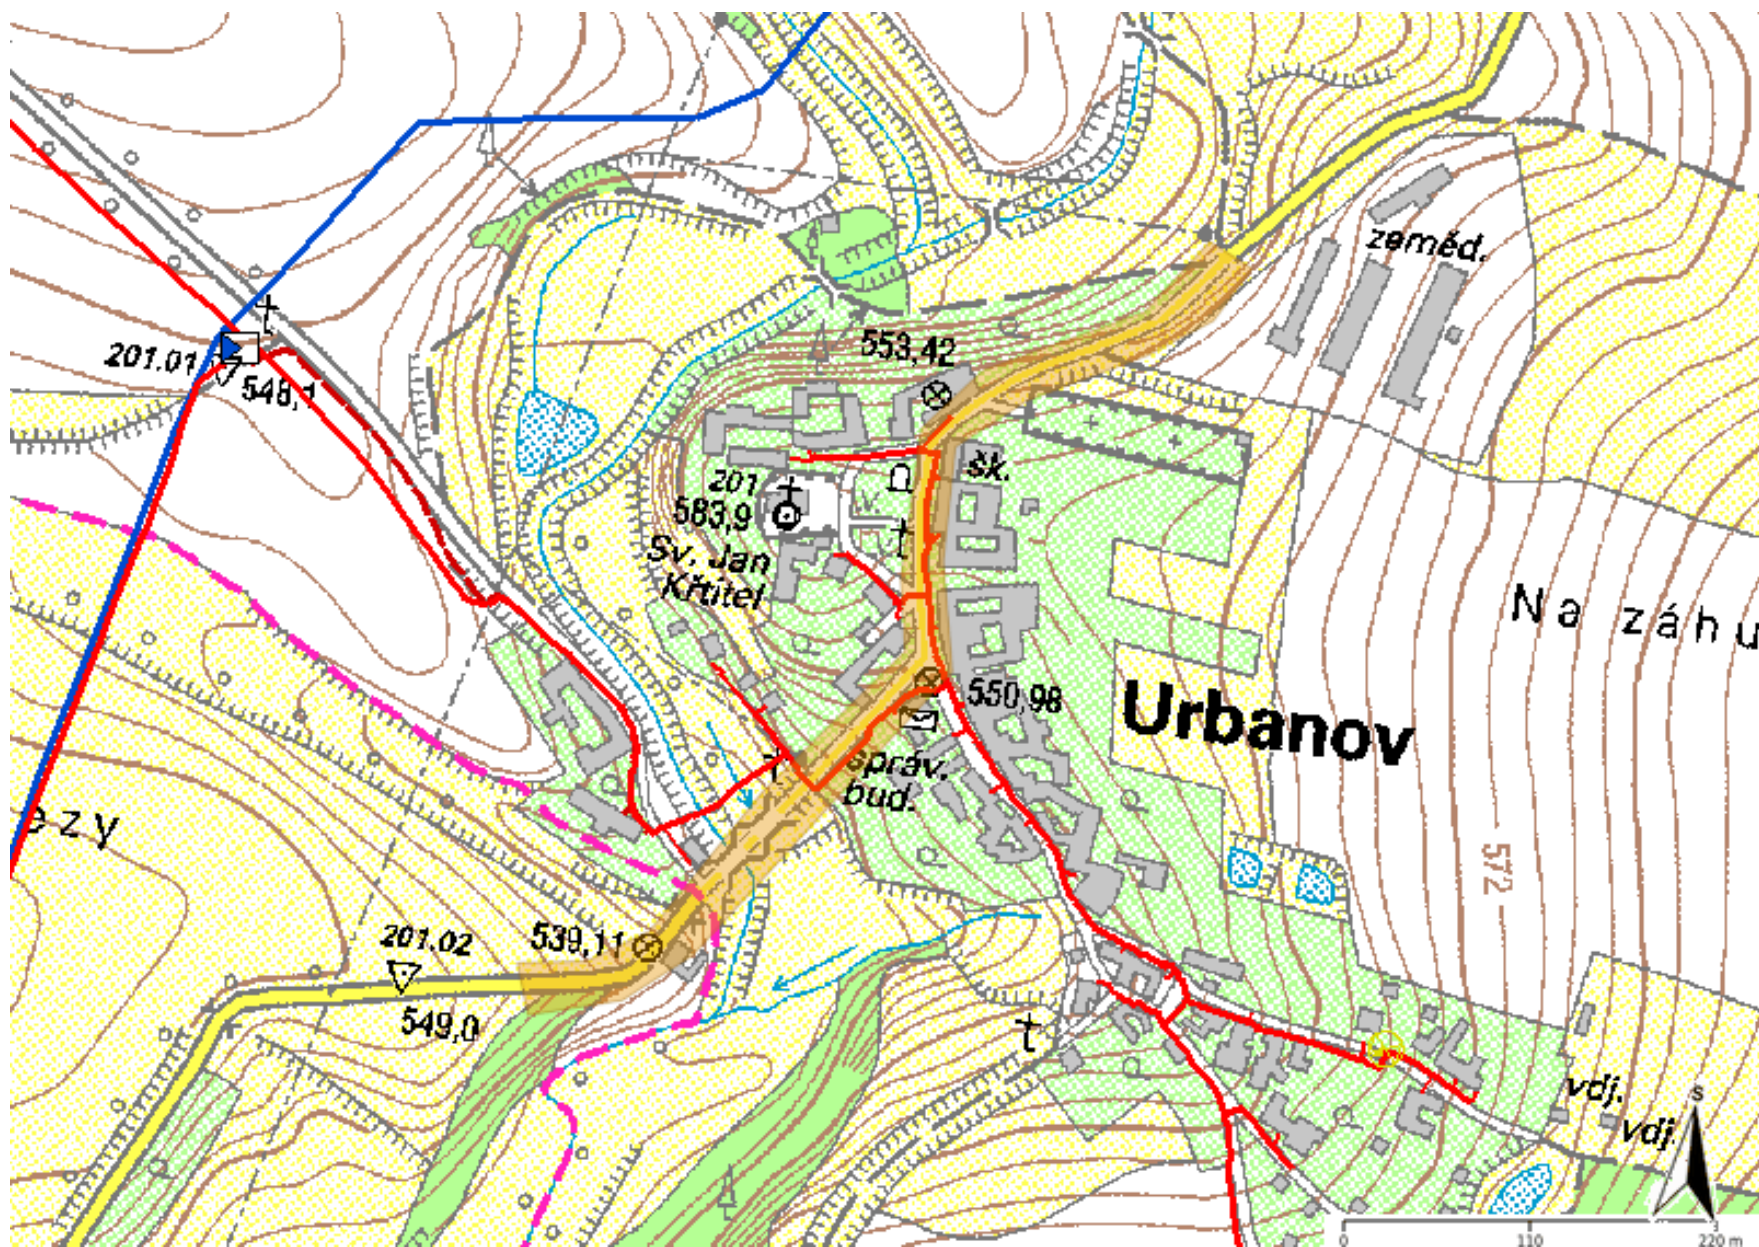 zeměd.
553,42
201.01
548,1
šk.
201
583,9
v.
Sv. Jan
Křtitel
Na záhu
550,98
Urbanov
správ.
bud.
ezy
572
201.02
539,11
549,0
vdj.
vdj.
S
0 110 220 m